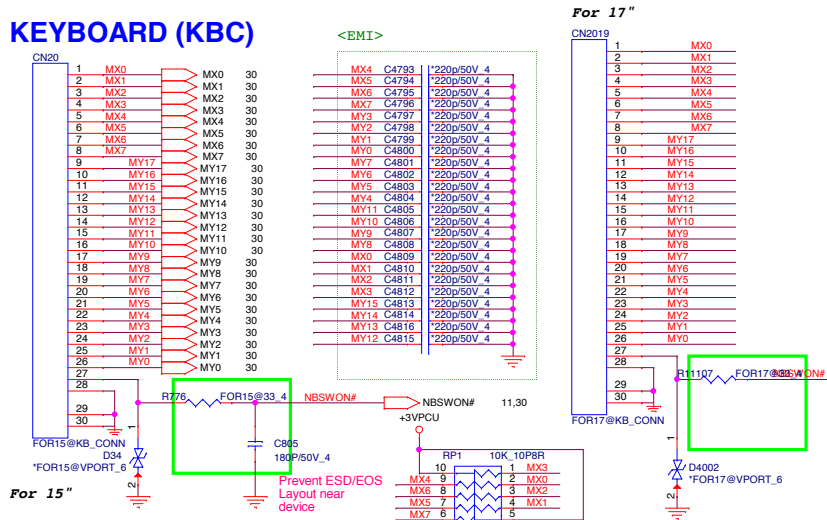 For 17"
KEYBOARD (KBC)
<EMI>
CN20
CN2019
1 MX0 MX0 30
2 MX1 MX1 30
3 MX2 MX2 30
4 MX3 MX3 30
5 MX4 MX4 30
6 MX5 MX5 30
7 MX6 MX6 30
8 MX7 MX7 30
9 MY17 MY17 30
10 MY16 MY16 30
11 MY15 MY15 30
12 MY14 MY14 30
13 MY13 MY13 30
14 MY12 MY12 30
15 MY11 MY11 30
16 MY10 MY10 30
17 MY9 MY9 30
18 MY8 MY8 30
19 MY7 MY7 30
20 MY6 MY6 30
21 MY5 MY5 30
22 MY4 MY4 30
23 MY3 MY3 30
24 MY2 MY2 30
25 MY1 MY1 30
26 MY0 MY0 30
27
28
29
30
FOR15@KB_CONN
MX4 C4793 *220p/50V_4
MX5 C4794 *220p/50V_4
MX6 C4795 *220p/50V_4
MX7 C4796 *220p/50V_4
MY3 C4797 *220p/50V_4
MY2 C4798 *220p/50V_4
MY1 C4799 *220p/50V_4
MY0 C4800 *220p/50V_4
MY7 C4801 *220p/50V_4
MY6 C4802 *220p/50V_4
MY5 C4803 *220p/50V_4
MY4 C4804 *220p/50V_4
MY11 C4805 *220p/50V_4
MY10 C4806 *220p/50V_4
MY9 C4807 *220p/50V_4
MY8 C4808 *220p/50V_4
MX0 C4809 *220p/50V_4
MX1 C4810 *220p/50V_4
MX2 C4811 *220p/50V_4
MX3 C4812 *220p/50V_4
MY15 C4813 *220p/50V_4
MY14 C4814 *220p/50V_4
MY13 C4816 *220p/50V_4
MY12 C4815 *220p/50V_4
1 MX0
2 MX1
3 MX2
4 MX3
5 MX4
6 MX5
7 MX6
8 MX7
9 MY17
10 MY16
11 MY15
12 MY14
13 MY13
14 MY12
15 MY11
16 MY10
17 MY9
18 MY8
19 MY7
20 MY6
21 MY5
22 MY4
23 MY3
24 MY2
25 MY1
26 MY0
27
28
29
30
FOR17@KB_CONN
R776 FOR15@33_4 NBSWON# NBSWON# 11,30
R11107 FOR17@33_4 NBSWON#
+3VPCU
1
D34
*FOR15@VPORT_6
2
C805
180P/50V_4
Prevent ESD/EOS
Layout near
device
RP1 10K_10P8R
10 1 MX3
MX4 9 2 MX0
MX6 8 3 MX2
MX5 7 4 MX1
MX7 6 5
1
D4002
*FOR17@VPORT_6
2
For 15"